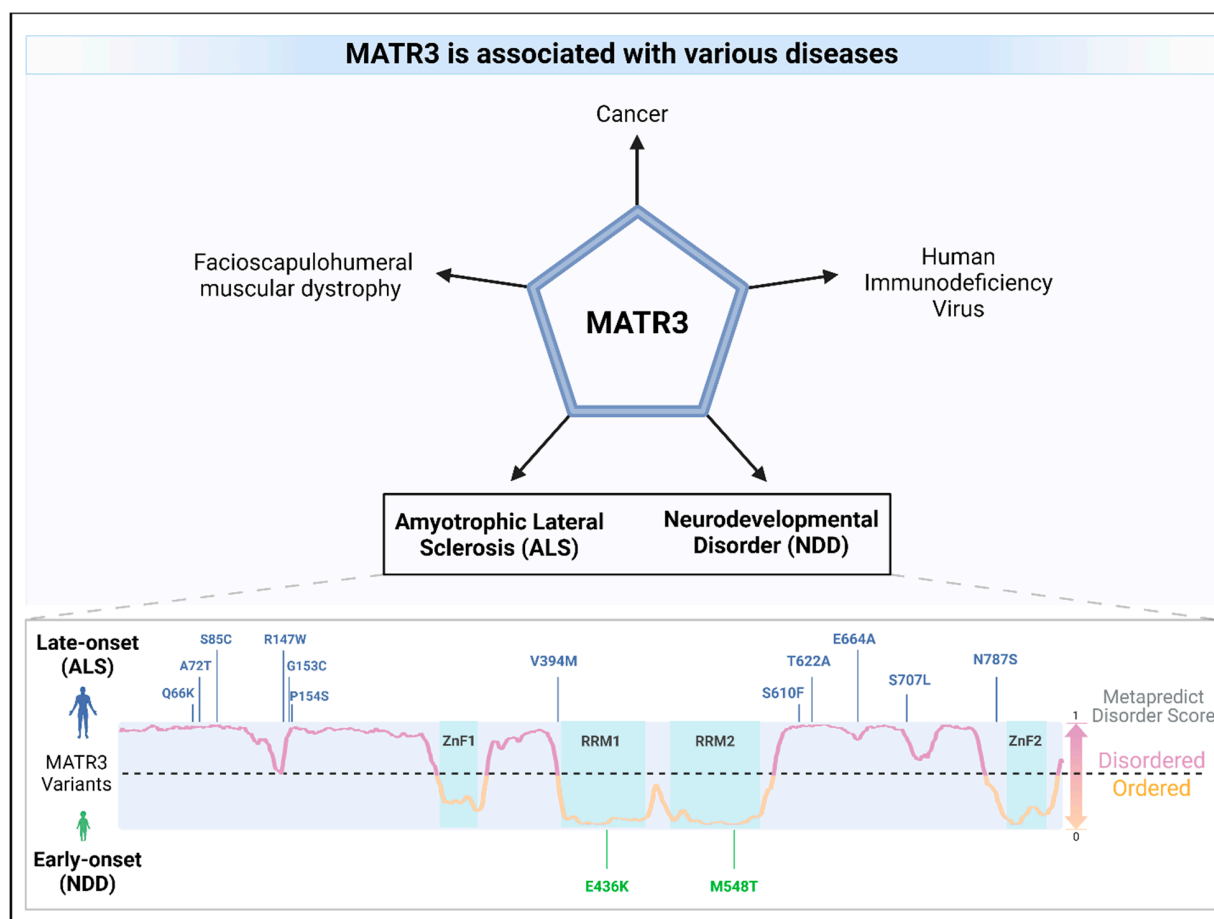 MATR3 is associated with various diseases
Cancer
Facioscapulohumeral
muscular dystrophy
Human
Immunodeficiency
Virus
MATR3
Amyotrophic Lateral
Sclerosis (ALS)
Neurodevelopmental
Disorder (NDD)
Late-onset
(ALS)
Q66K
A72T
S85C
R147W
G153C
P154S
V394M
S610F
T622A
E664A
S707L
N787S
Metapredict
Disorder Score
1
ZnF1
RRM1
RRM2
ZnF2
MATR3
Variants
Disordered
Ordered
0
Early-onset
(NDD)
E436K
M548T